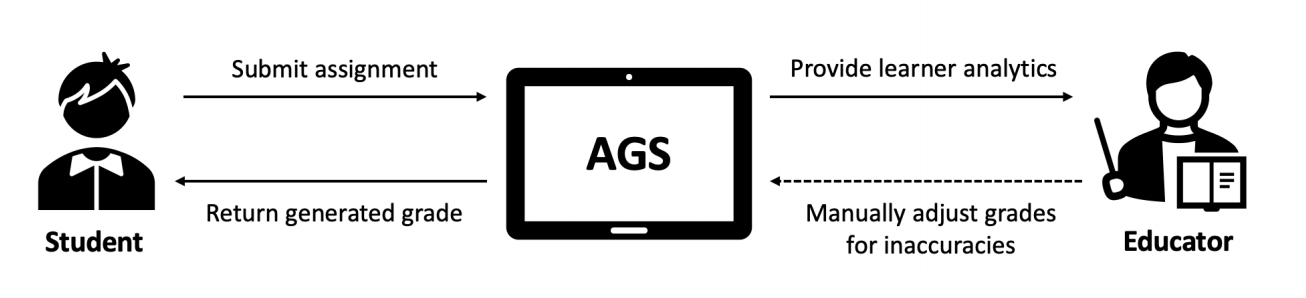 Submit assignment
Return generated grade
Student
AGS
Provide learner analytics
Manually adjust grades
for inaccuracies
Educator